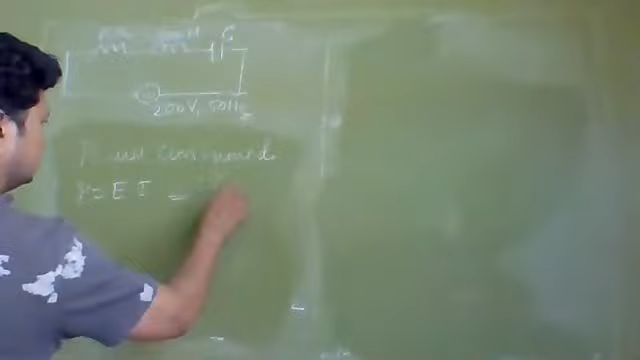 C
200V, 50Hz
Power consumed.
P = E I =